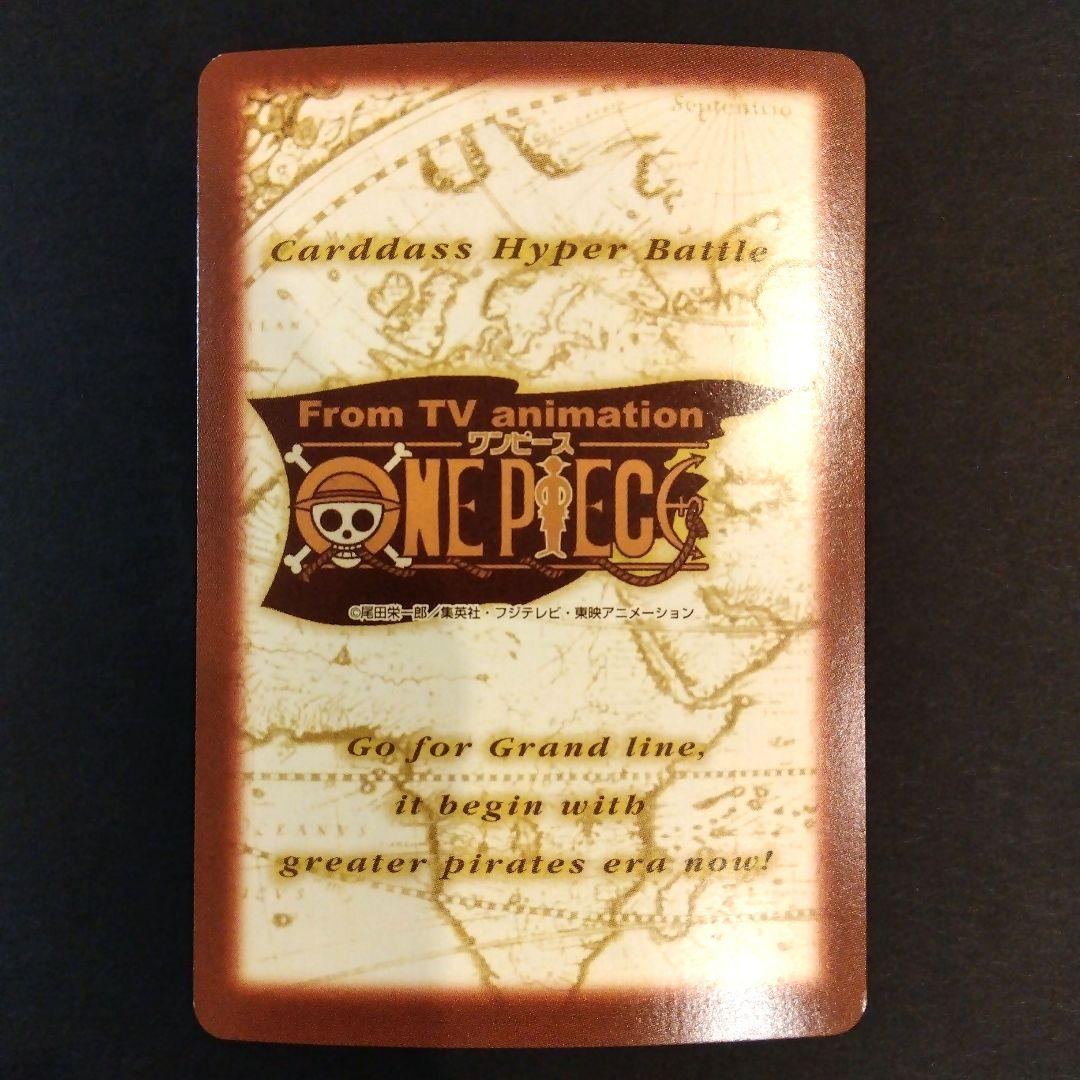 Septentrio
Carddass Hyper Battle
From TV animation
ワンピース
ONE PIECE
©尾田栄一郎／集英社・フジテレビ・東映アニメーション
Go for Grand line,
it begin with
OCEANVS
greater pirates era now!